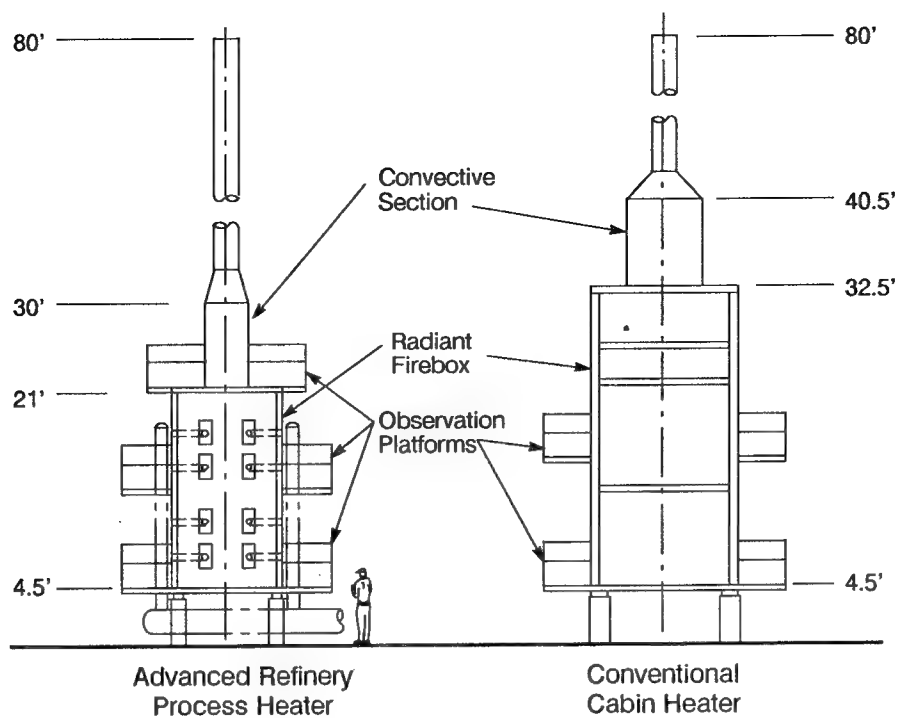 80'
80'
Convective
Section
40.5'
32.5'
30'
Radiant
Firebox
21'
Observation
Platforms
4.5'
4.5'
Advanced Refinery
Process Heater
Conventional
Cabin Heater